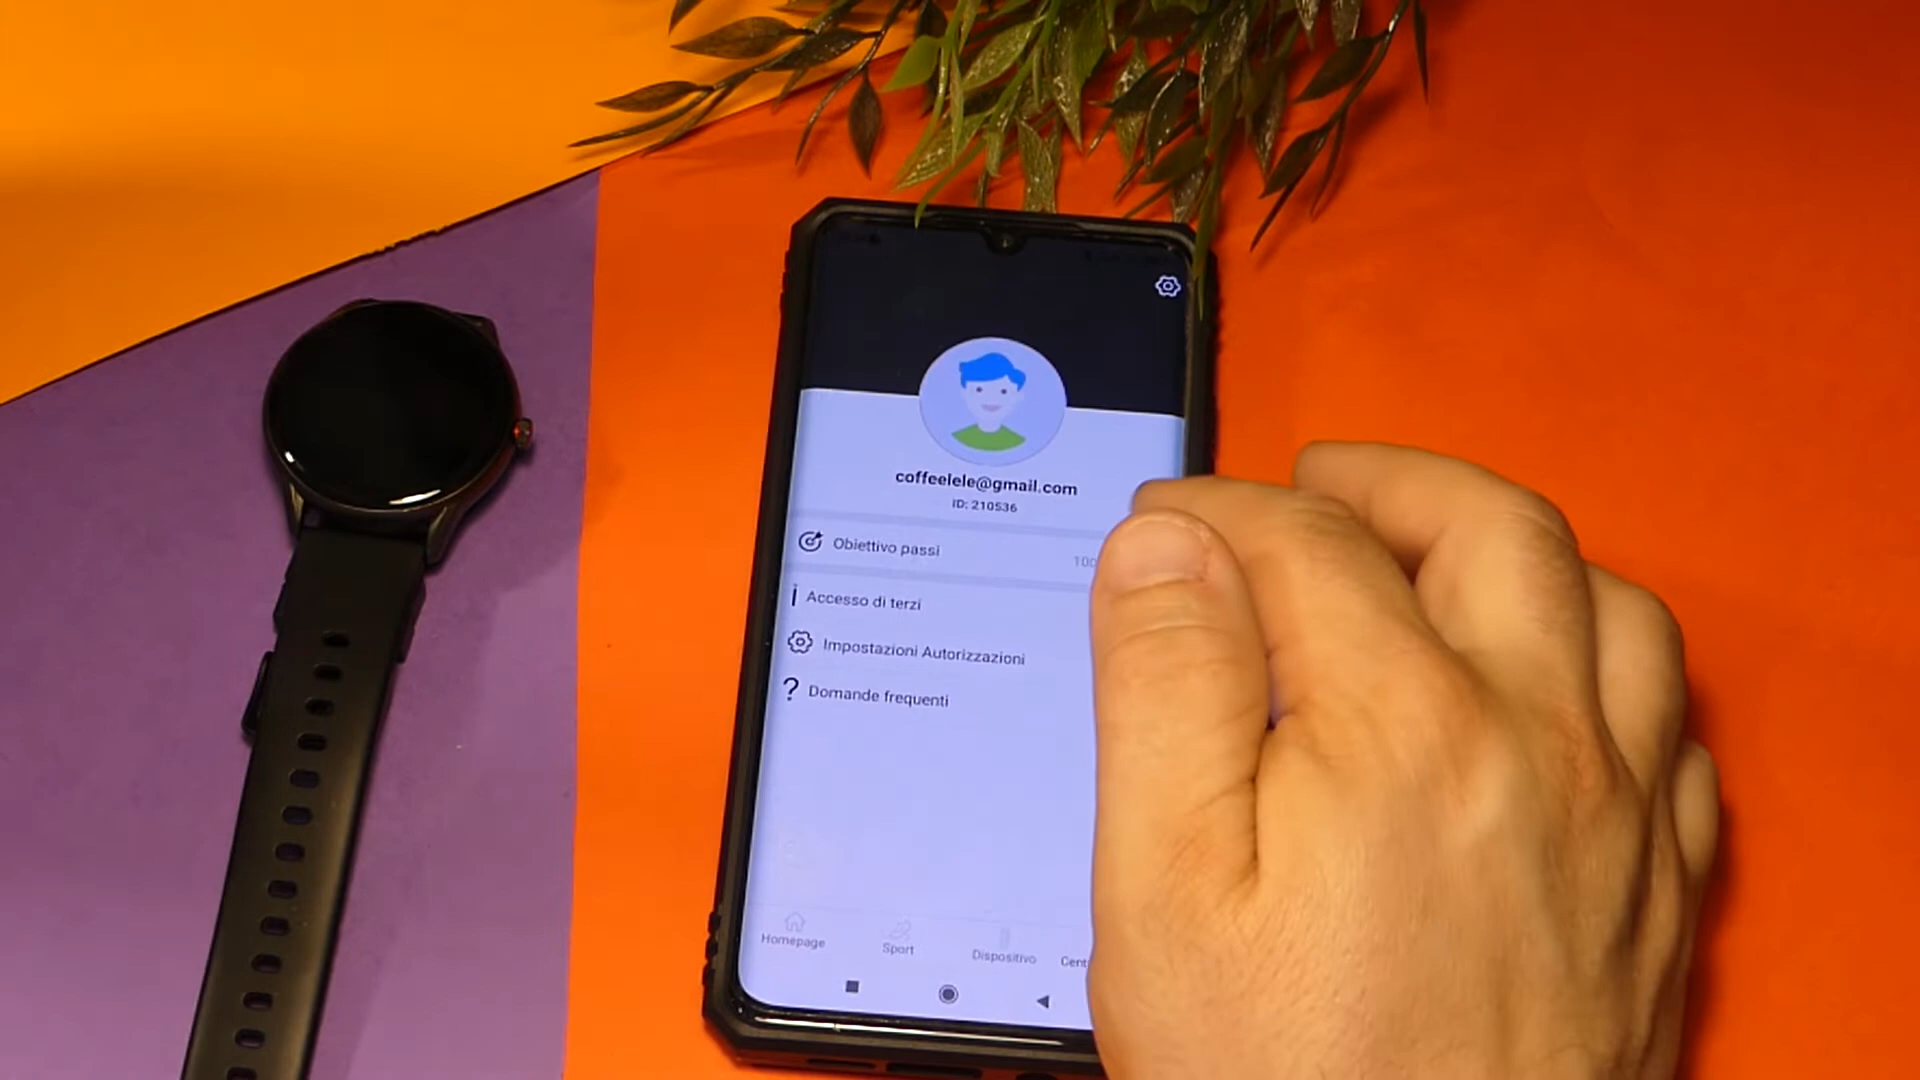 coffeelele@gmail.com
ID: 210536
Obiettivo passi
Accesso di terzi
Impostazioni Autorizzazioni
Domande frequenti
Homepage
Sport
Dispositivo